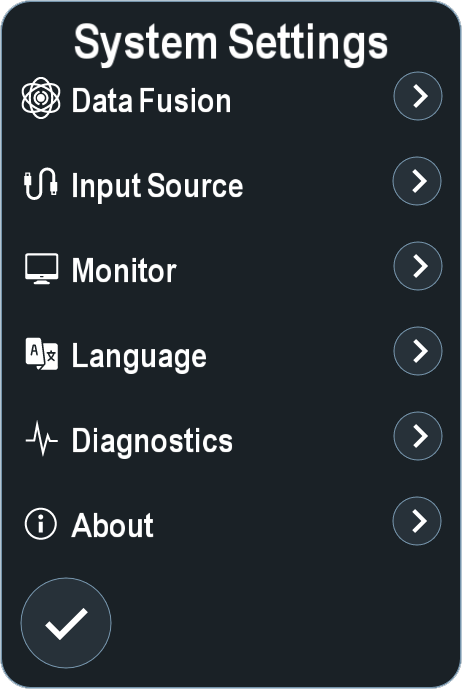 System Settings
Data Fusion
Input Source
Monitor
Language
Diagnostics
About